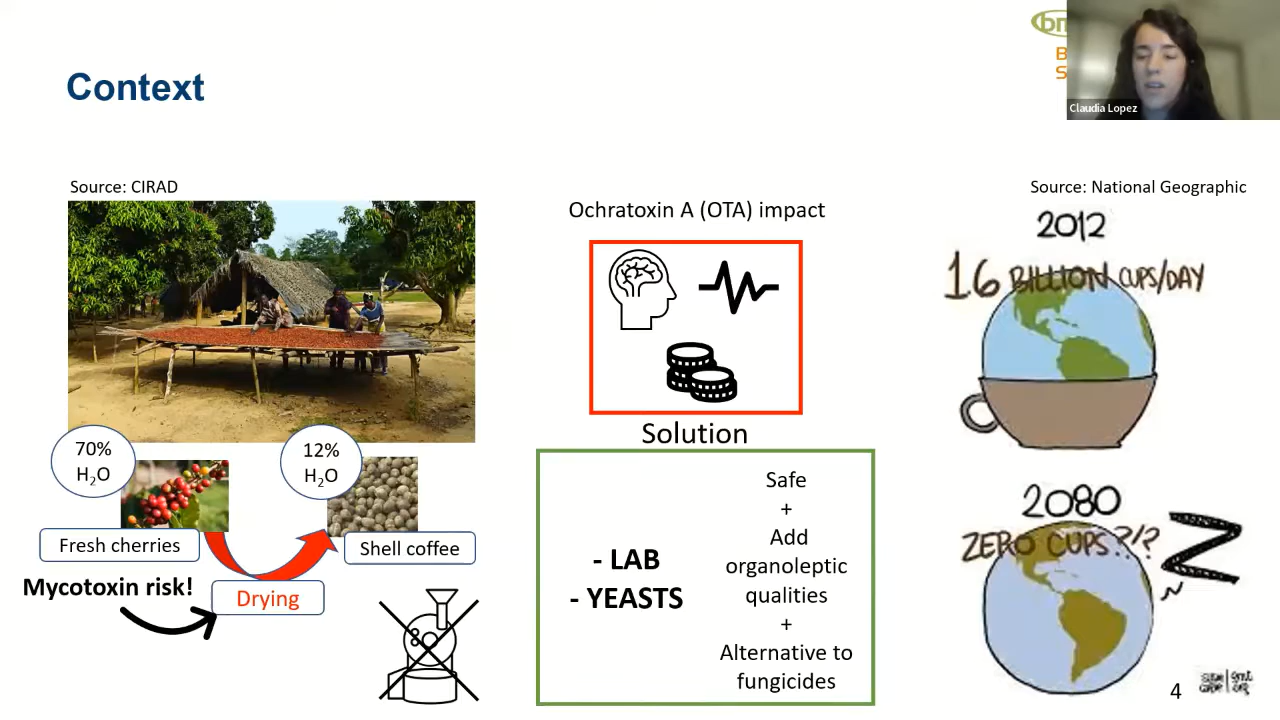 Context
Claudia Lopez
Source: CIRAD
70%
H₂O
12%
H₂O
Fresh cherries
Shell coffee
Mycotoxin risk!
Drying
Ochratoxin A (OTA) impact
Solution
- LAB
- YEASTS
Safe
+
Add
organoleptic
qualities
+
Alternative to
fungicides
Source: National Geographic
2012
1.6 BILLION CUPS/DAY
2080
ZERO CUPS?!?
Z
4